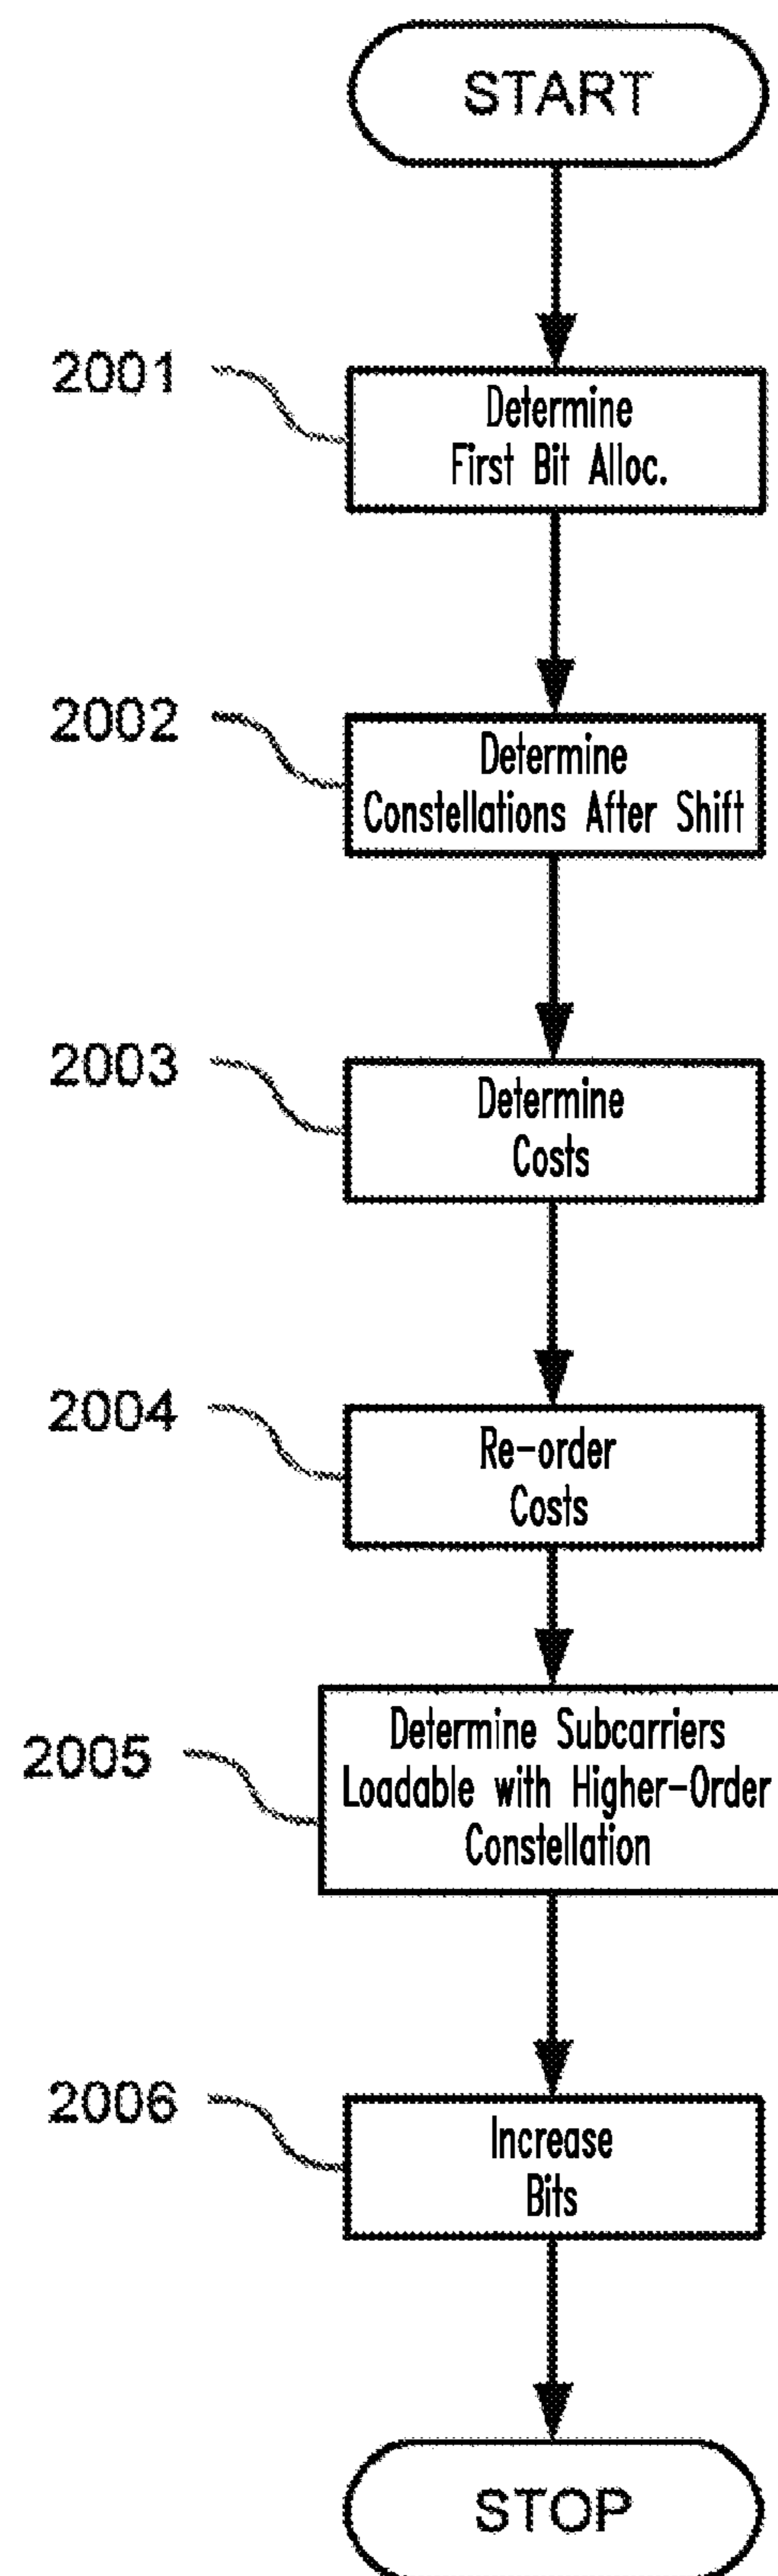 START
2001
Determine
First Bit Alloc.
2002
Determine
Constellations After Shift
2003
Determine
Costs
2004
Re-order
Costs
2005
Determine Subcarriers
Loadable with Higher-Order
Constellation
2006
Increase
Bits
STOP